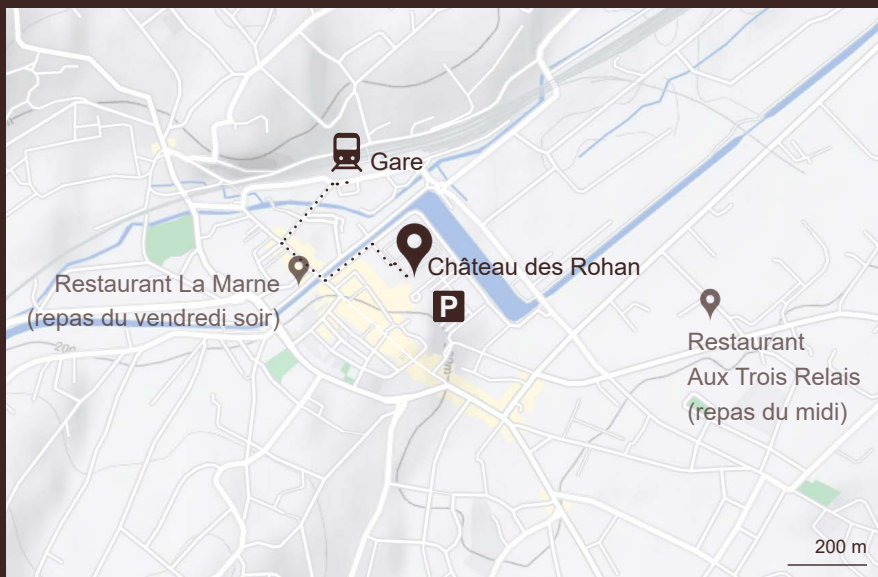 Gare
Château des Rohan
Restaurant La Marne
(repas du vendredi soir)
P
Restaurant
Aux Trois Relais
(repas du midi)
200
200 m